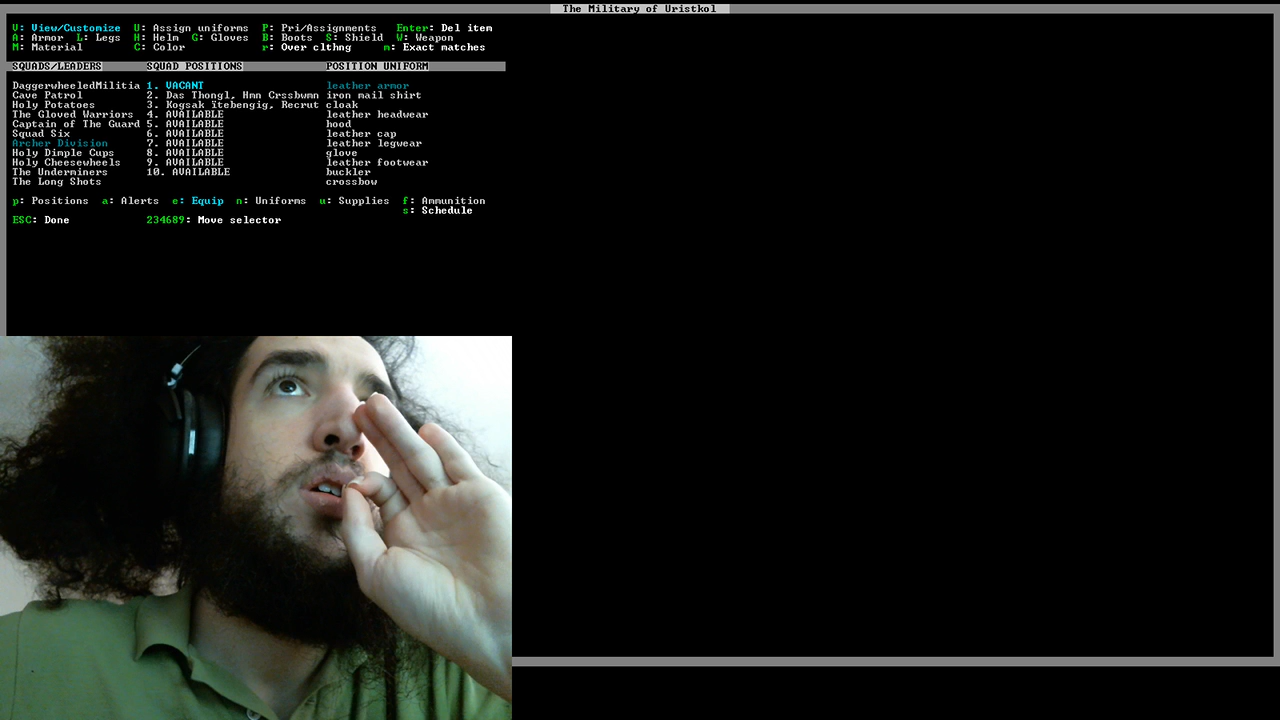 The Military of Uristkol
V: View/Customize U: Assign uniforms P: Pri/Assignments Enter: Del item
A: Armor L: Legs H: Helm G: Gloves B: Boots S: Shield W: Weapon
M: Material C: Color r: Over clthng m: Exact matches
SQUADS/LEADERS SQUAD POSITIONS POSITION UNIFORM
DaggerwheeledMilitia 1. VACANT leather armor
Cave Patrol 2. Das Thongl, Hmn Crssbwmn iron mail shirt
Holy Potatoes 3. Kogsak ïtebengig, Recrut cloak
The Gloved Warriors 4. AVAILABLE leather headwear
Captain of The Guard 5. AVAILABLE hood
Squad Six 6. AVAILABLE leather cap
Archer Division 7. AVAILABLE leather legwear
Holy Dimple Cups 8. AVAILABLE glove
Holy Cheesewheels 9. AVAILABLE leather footwear
The Underminers 10. AVAILABLE buckler
The Long Shots crossbow
p: Positions a: Alerts e: Equip n: Uniforms u: Supplies f: Ammunition
s: Schedule
ESC: Done 234689: Move selector